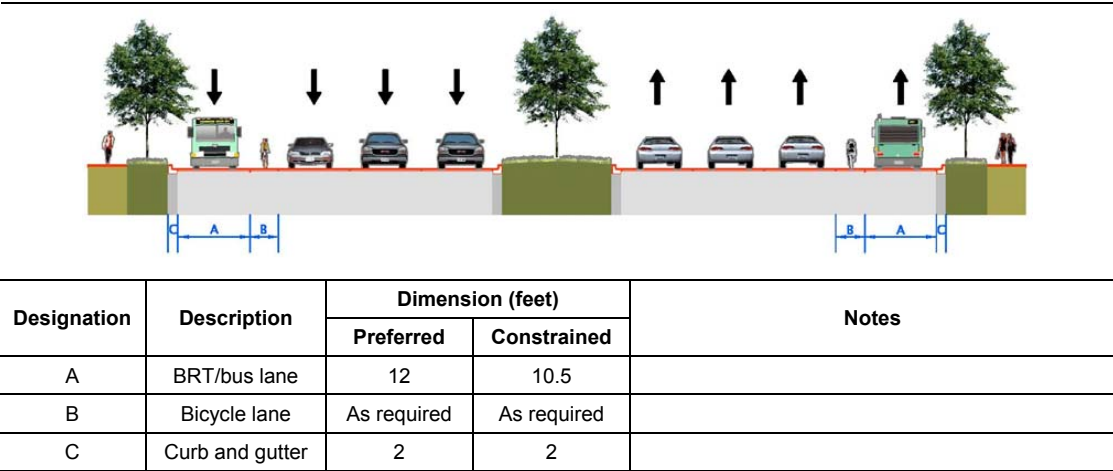 C A B B A C
Dimension (feet)
Designation Description Notes
Preferred Constrained
A BRT/bus lane 12 10.5
B Bicycle lane As required As required
C Curb and gutter 2 2